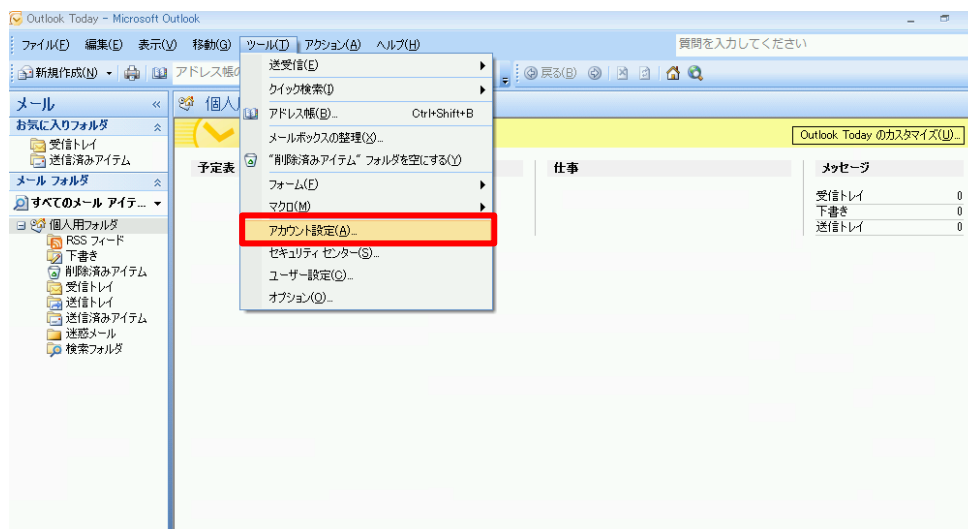 Outlook Today - Microsoft Outlook
ファイル(F) 編集(E) 表示(V) 移動(G) ツール(T) アクション(A) ヘルプ(H)
質問を入力してください
新規作成(N) アドレス帳の
戻る(B)
送受信(E)
クイック検索(I)
アドレス帳(B)... Ctrl+Shift+B
メールボックスの整理(X)...
"削除済みアイテム" フォルダを空にする(Y)
フォーム(F)
マクロ(M)
アカウント設定(A)...
セキュリティ センター(S)...
ユーザー設定(C)...
オプション(O)...
メール «
お気に入りフォルダ
受信トレイ
送信済みアイテム
メール フォルダ
すべてのメール アイテ...
個人用フォルダ
RSS フィード
下書き
削除済みアイテム
受信トレイ
送信トレイ
送信済みアイテム
迷惑メール
検索フォルダ
個人
Outlook Today のカスタマイズ(U)...
予定表
仕事
メッセージ
受信トレイ 0
下書き 0
送信トレイ 0